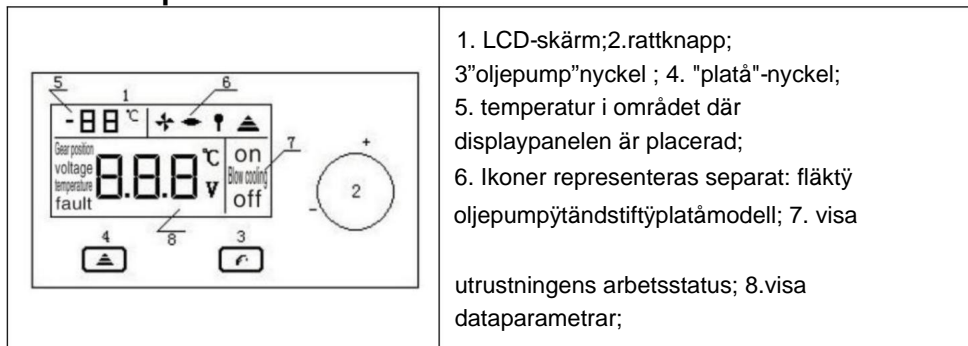 5
1
6
-88 °C
Gear position
voltage
temperature
fault
8.8.8 °C
V
on
Blow cooling
off
7
+
2
-
4
8
3
1. LCD-skärm;2.rattknapp;
3”oljepump”nyckel ; 4. "platå"-nyckel;
5. temperatur i området där
displaypanelen är placerad;
6. Ikoner representeras separat: fläktÿ
oljepumpÿtändstiftÿplatåmodell; 7. visa
utrustningens arbetsstatus; 8.visa
dataparametrar;